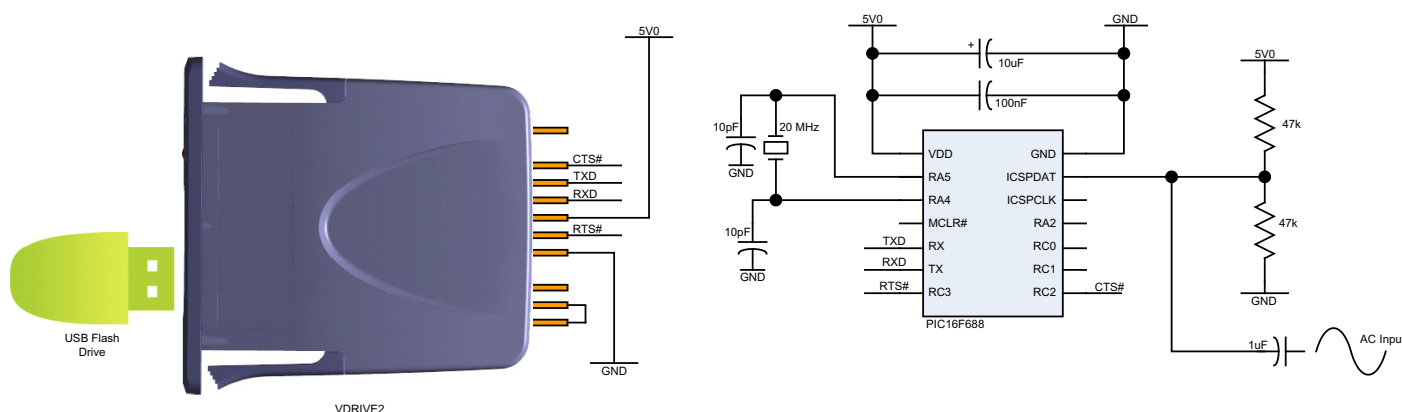 5V0
CTS#
TXD
RXD
RTS#
GND
USB Flash
Drive
VDRIVE2
5V0
GND
+
10uF
100nF
10pF
20 MHz
GND
10pF
GND
VDD
RA5
RA4
MCLR#
RX
TX
RC3
GND
ICSPDAT
ICSPCLK
RA2
RC0
RC1
RC2
TXD
RXD
RTS#
CTS#
PIC16F688
5V0
47k
47k
GND
1uF
AC Inpu